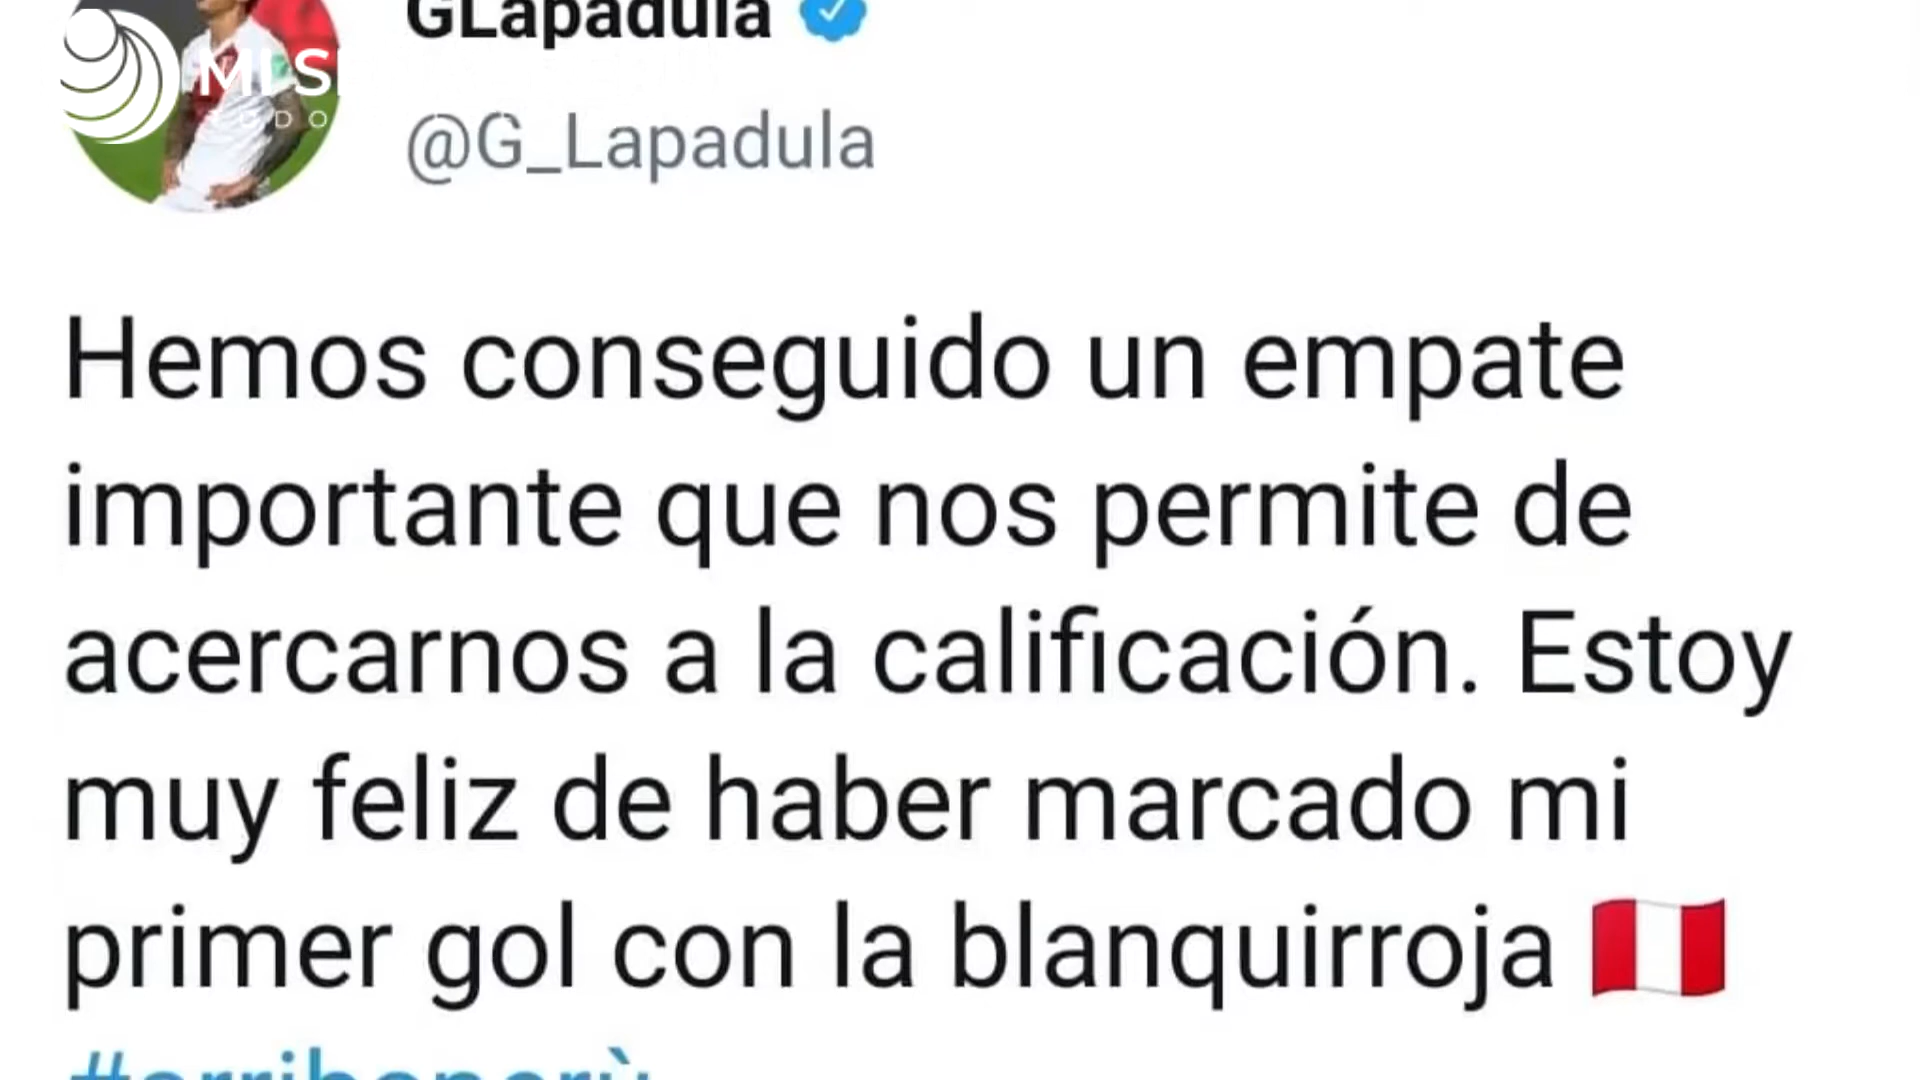 GLapadula
@G_Lapadula
Hemos conseguido un empate
importante que nos permite de
acercarnos a la calificación. Estoy
muy feliz de haber marcado mi
primer gol con la blanquirroja 🇵🇪
#arribaperù